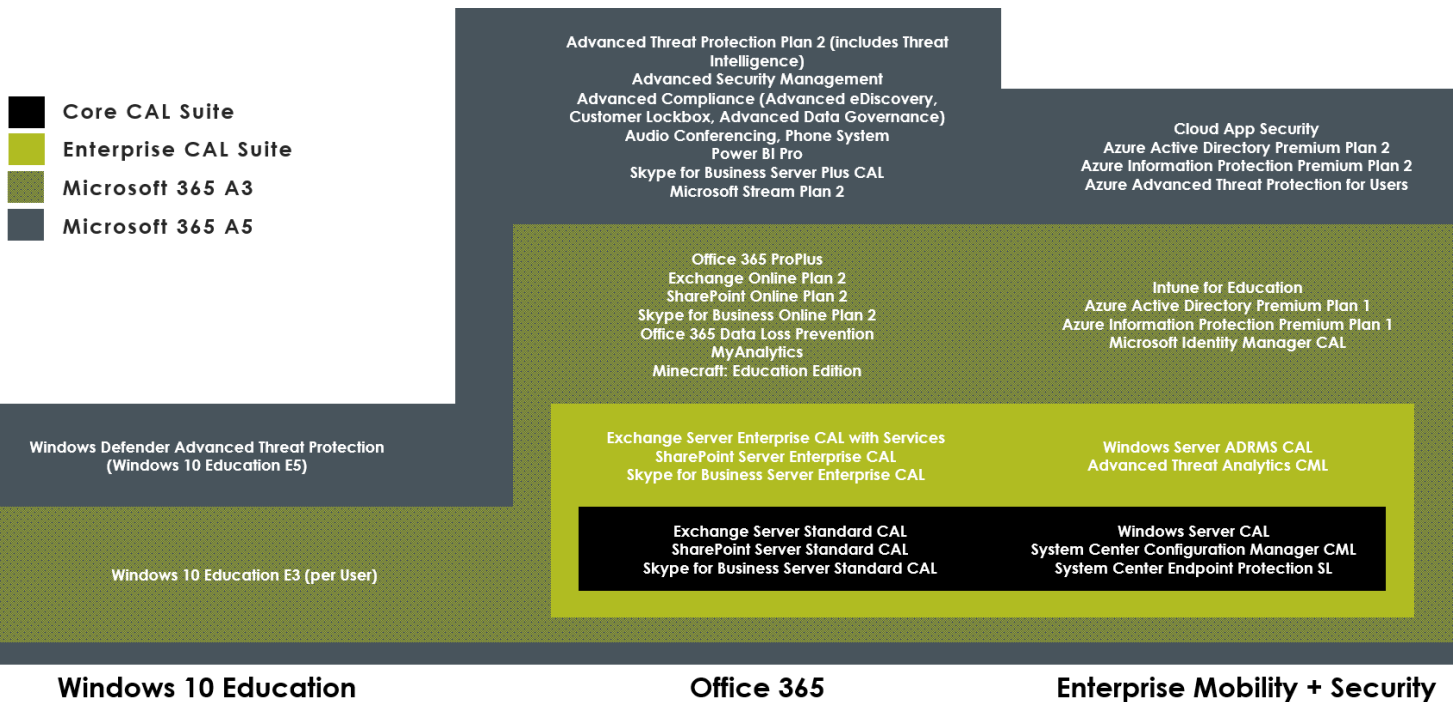 Core CAL Suite
Enterprise CAL Suite
Microsoft 365 A3
Microsoft 365 A5
Advanced Threat Protection Plan 2 (includes Threat
Intelligence)
Advanced Security Management
Advanced Compliance (Advanced eDiscovery,
Customer Lockbox, Advanced Data Governance)
Audio Conferencing, Phone System
Power BI Pro
Skype for Business Server Plus CAL
Microsoft Stream Plan 2
Cloud App Security
Azure Active Directory Premium Plan 2
Azure Information Protection Premium Plan 2
Azure Advanced Threat Protection for Users
Office 365 ProPlus
Exchange Online Plan 2
SharePoint Online Plan 2
Skype for Business Online Plan 2
Office 365 Data Loss Prevention
MyAnalytics
Minecraft: Education Edition
Intune for Education
Azure Active Directory Premium Plan 1
Azure Information Protection Premium Plan 1
Microsoft Identity Manager CAL
Windows Defender Advanced Threat Protection
(Windows 10 Education E5)
Exchange Server Enterprise CAL with Services
SharePoint Server Enterprise CAL
Skype for Business Server Enterprise CAL
Windows Server ADRMS CAL
Advanced Threat Analytics CML
Exchange Server Standard CAL
SharePoint Server Standard CAL
Skype for Business Server Standard CAL
Windows Server CAL
System Center Configuration Manager CML
System Center Endpoint Protection SL
Windows 10 Education E3 (per User)
Windows 10 Education
Office 365
Enterprise Mobility + Security